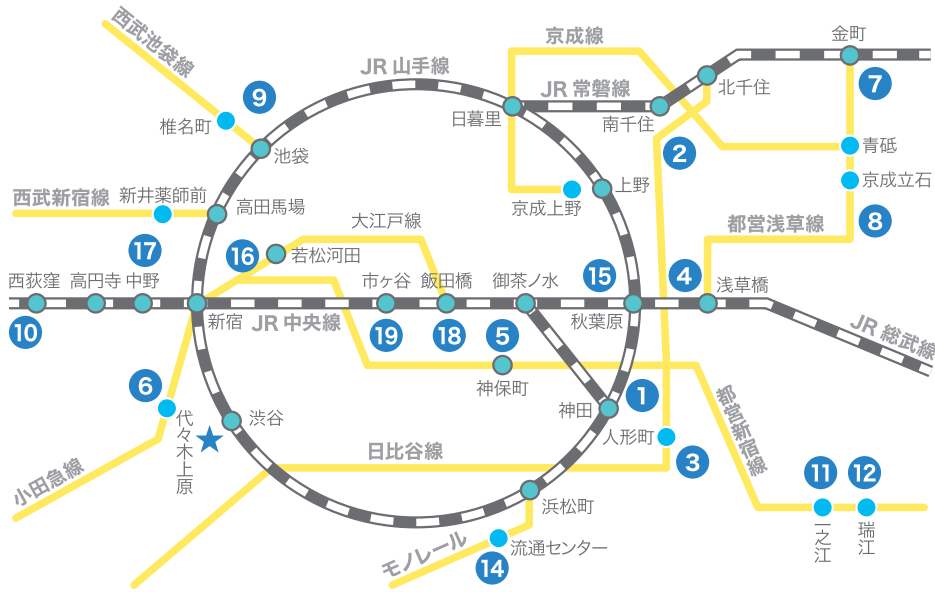 西武池袋線
京成線
金町
JR山手線
9
JR常磐線
北千住
7
椎名町
日暮里
南千住
池袋
2
青砥
西武新宿線
新井薬師前
上野
京成立石
高田馬場
京成上野
大江戸線
都営浅草線
8
17
16
若松河田
15
4
西荻窪
高円寺
中野
市ヶ谷
飯田橋
御茶ノ水
浅草橋
新宿
秋葉原
10
JR中央線
19
18
5
JR総武線
6
神保町
1
代々木上原
渋谷
神田
都営新宿線
人形町
日比谷線
3
小田急線
11
12
浜松町
モノレール
流通センター
一之江
瑞江
14